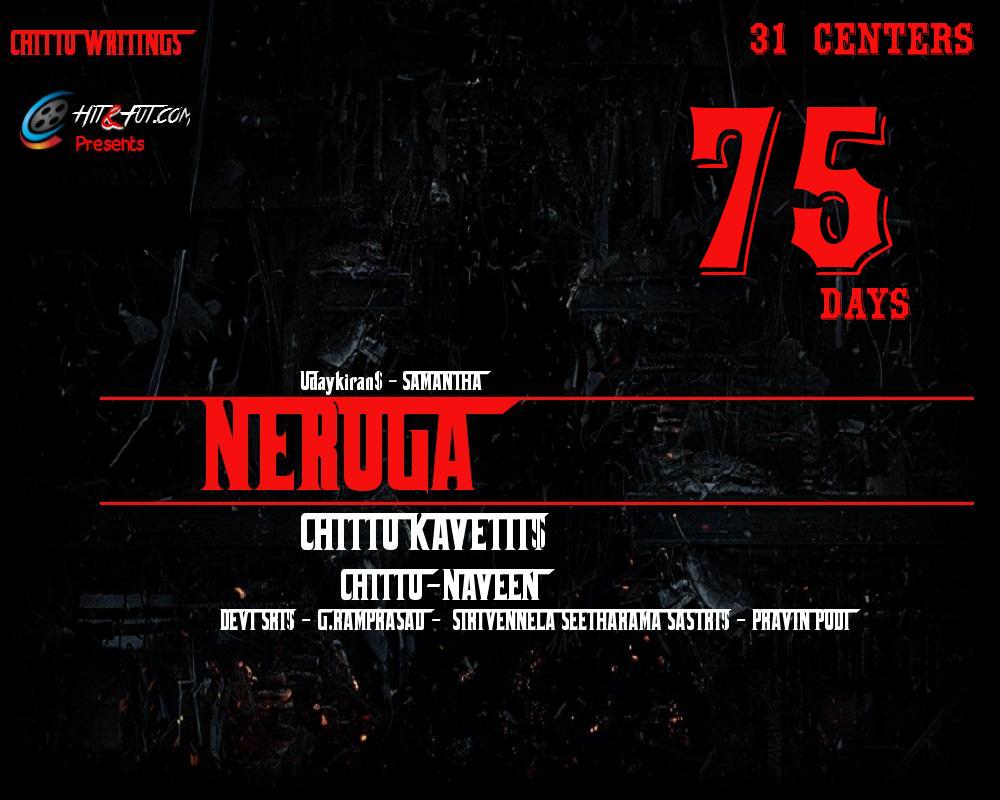 CHITTU WRITINGS
31 CENTERS
HIT&FUT.COM
Presents
75
DAYS
Udaykiran$ - SAMANTHA
NERUGA
CHITTU KAVETIT$
CHITTU-NAVEEN
DEVI SRI$ - G.RAMPRASAD - SIRIVENNELA SEETHARAMA SASTRI$ - PRAVIN PUDI